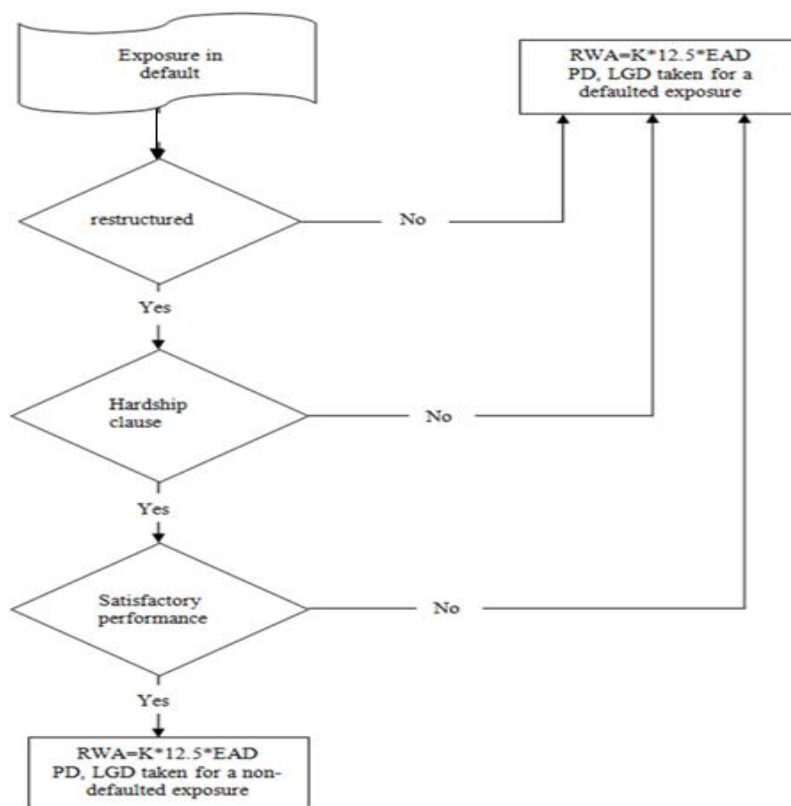 Exposure in
default
RWA=K*12.5*EAD
PD, LGD taken for a
defaulted exposure
restructured
No
Yes
Hardship
clause
No
Yes
Satisfactory
performance
No
Yes
RWA=K*12.5*EAD
PD, LGD taken for a non-
defaulted exposure